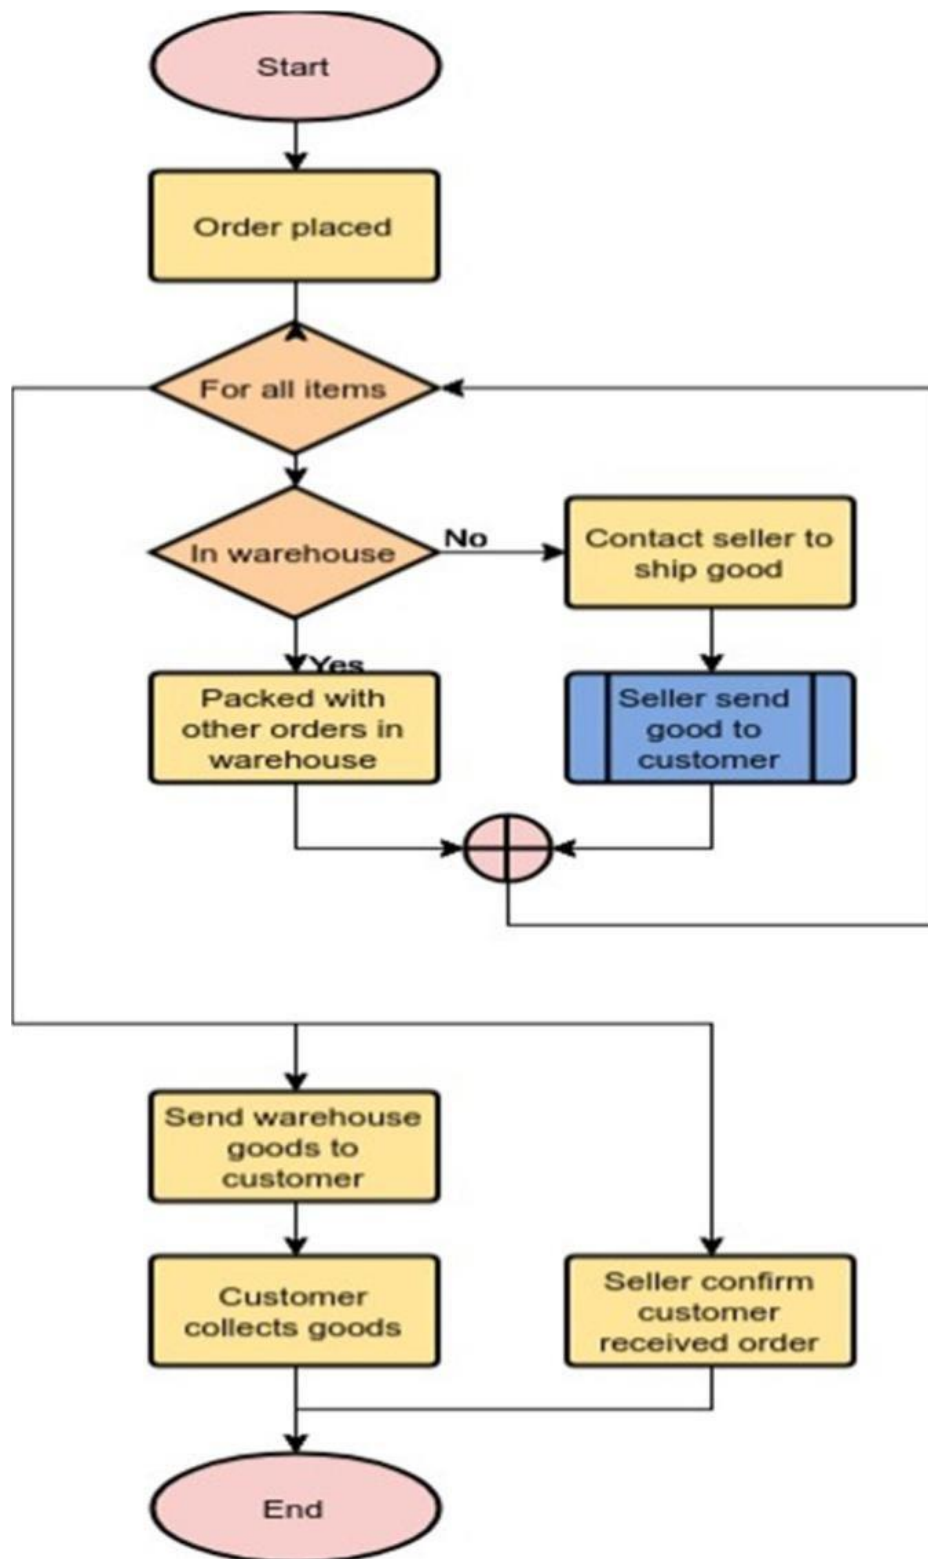 Start
Order placed
For all items
In warehouse
No
Contact seller to
ship good
Yes
Packed with
other orders in
warehouse
Seller send
good to
customer
Send warehouse
goods to
customer
Customer
collects goods
Seller confirm
customer
received order
End